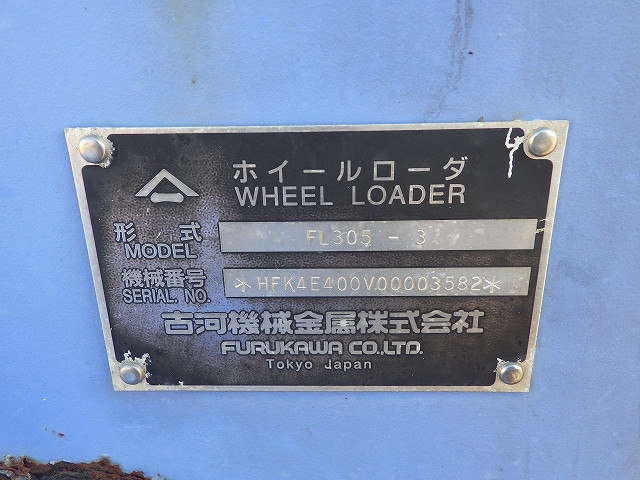 ホイールローダ
WHEEL LOADER
形式 FL305 - 3
MODEL
機械番号 *HFK4E400V00003582*
SERIAL NO.
古河機械金属株式会社
FURUKAWA CO.,LTD.
Tokyo Japan